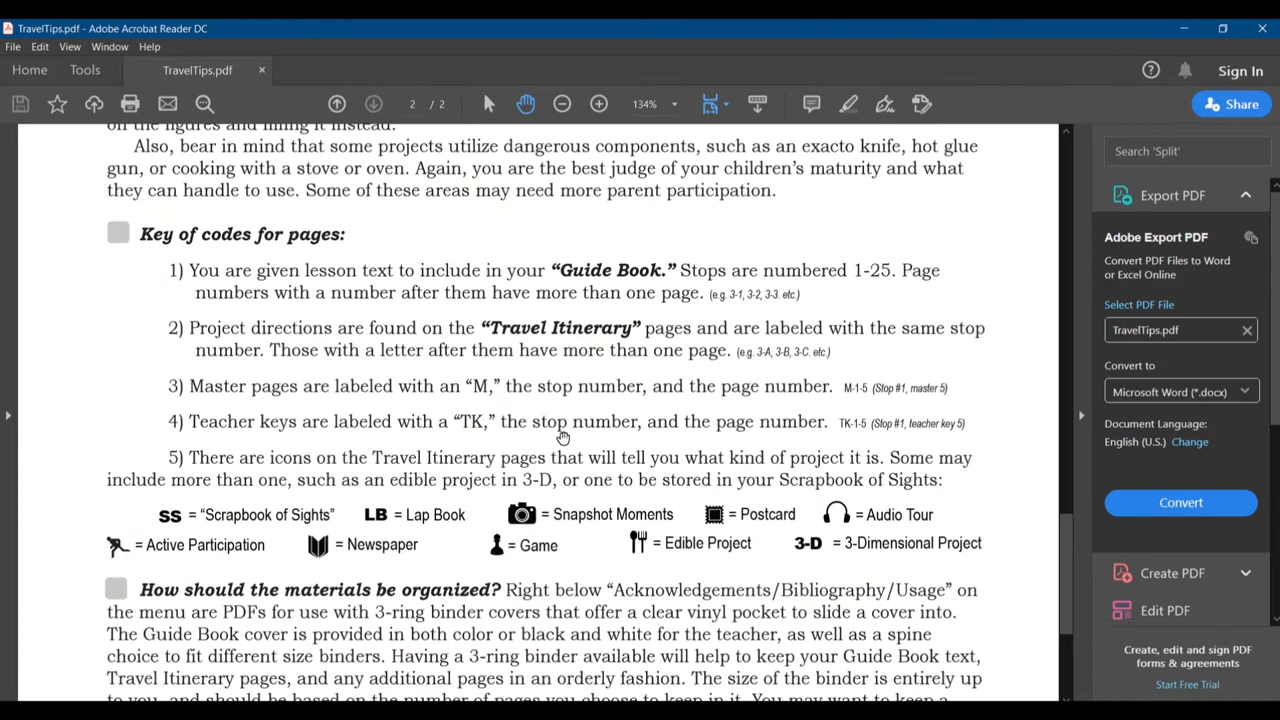 TravelTips.pdf - Adobe Acrobat Reader DC
File Edit View Window Help
Home Tools TravelTips.pdf ×
Sign In
2 / 2 134% Share
on the figures and filling it instead.
Also, bear in mind that some projects utilize dangerous components, such as an exacto knife, hot glue
gun, or cooking with a stove or oven. Again, you are the best judge of your children's maturity and what
they can handle to use. Some of these areas may need more parent participation.
Key of codes for pages:
1) You are given lesson text to include in your "Guide Book." Stops are numbered 1-25. Page
numbers with a number after them have more than one page. (e.g. 3-1, 3-2, 3-3. etc.)
2) Project directions are found on the "Travel Itinerary" pages and are labeled with the same stop
number. Those with a letter after them have more than one page. (e.g. 3-A, 3-B, 3-C. etc.)
3) Master pages are labeled with an "M," the stop number, and the page number. M-1-5 (Stop #1, master 5)
4) Teacher keys are labeled with a "TK," the stop number, and the page number. TK-1-5 (Stop #1, teacher key 5)
5) There are icons on the Travel Itinerary pages that will tell you what kind of project it is. Some may
include more than one, such as an edible project in 3-D, or one to be stored in your Scrapbook of Sights:
SS = "Scrapbook of Sights" LB = Lap Book = Snapshot Moments = Postcard = Audio Tour
= Active Participation = Newspaper = Game = Edible Project 3-D = 3-Dimensional Project
How should the materials be organized? Right below "Acknowledgements/Bibliography/Usage" on
the menu are PDFs for use with 3-ring binder covers that offer a clear vinyl pocket to slide a cover into.
The Guide Book cover is provided in both color or black and white for the teacher, as well as a spine
choice to fit different size binders. Having a 3-ring binder available will help to keep your Guide Book text,
Travel Itinerary pages, and any additional pages in an orderly fashion. The size of the binder is entirely up
to you, and should be based on the number of pages you choose to keep in it. You may want to keep a
Search 'Split'
Export PDF
Adobe Export PDF
Convert PDF Files to Word
or Excel Online
Select PDF File
TravelTips.pdf ×
Convert to
Microsoft Word (*.docx)
Document Language:
English (U.S.) Change
Convert
Create PDF
Edit PDF
Create, edit and sign PDF
forms & agreements
Start Free Trial